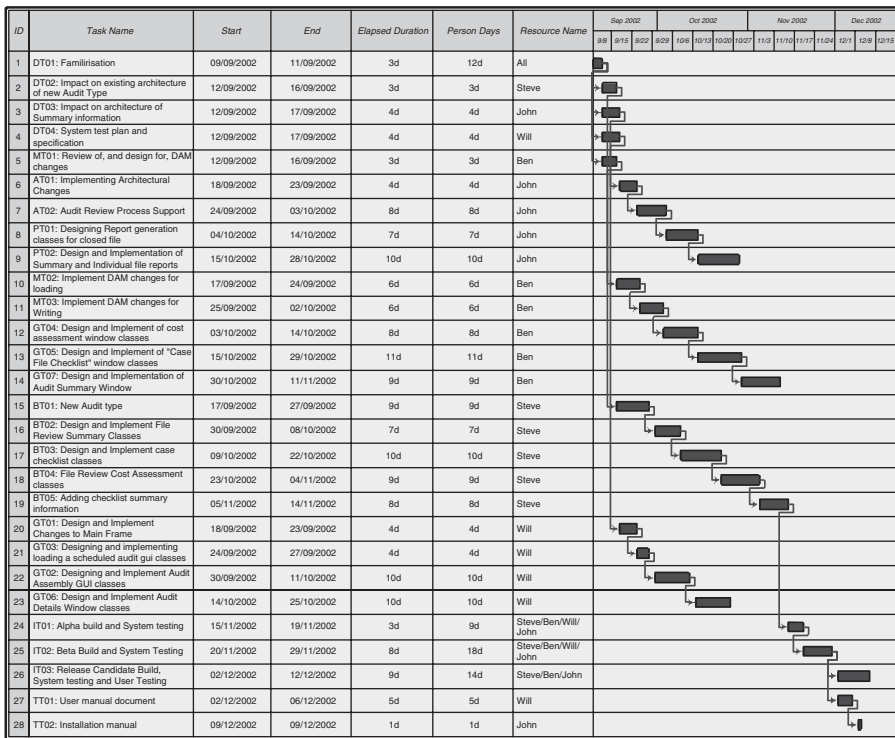 ID Task Name Start End Elapsed Duration Person Days Resource Name Sep 2002 Oct 2002 Nov 2002 Dec 2002
9/8 9/15 9/22 9/29 10/6 10/13 10/20 10/27 11/3 11/10 11/17 11/24 12/1 12/8 12/15
1 DT01: Familirisation 09/09/2002 11/09/2002 3d 12d All
2 DT02: Impact on existing architecture of new Audit Type 12/09/2002 16/09/2002 3d 3d Steve
3 DT03: Impact on architecture of Summary information 12/09/2002 17/09/2002 4d 4d John
4 DT04: System test plan and specification 12/09/2002 17/09/2002 4d 4d Will
5 MT01: Review of, and design for, DAM changes 12/09/2002 16/09/2002 3d 3d Ben
6 AT01: Implementing Architectural Changes 18/09/2002 23/09/2002 4d 4d John
7 AT02: Audit Review Process Support 24/09/2002 03/10/2002 8d 8d John
8 PT01: Designing Report generation classes for closed file 04/10/2002 14/10/2002 7d 7d John
9 PT02: Design and Implementation of Summary and Individual file reports 15/10/2002 28/10/2002 10d 10d John
10 MT02: Implement DAM changes for loading 17/09/2002 24/09/2002 6d 6d Ben
11 MT03: Implement DAM changes for Writing 25/09/2002 02/10/2002 6d 6d Ben
12 GT04: Design and Implement of cost assessment window classes 03/10/2002 14/10/2002 8d 8d Ben
13 GT05: Design and Implement of "Case File Checklist" window classes 15/10/2002 29/10/2002 11d 11d Ben
14 GT07: Design and Implementation of Audit Summary Window 30/10/2002 11/11/2002 9d 9d Ben
15 BT01: New Audit type 17/09/2002 27/09/2002 9d 9d Steve
16 BT02: Design and Implement File Review Summary Classes 30/09/2002 08/10/2002 7d 7d Steve
17 BT03: Design and Implement case checklist classes 09/10/2002 22/10/2002 10d 10d Steve
18 BT04: File Review Cost Assessment classes 23/10/2002 04/11/2002 9d 9d Steve
19 BT05: Adding checklist summary information 05/11/2002 14/11/2002 8d 8d Steve
20 GT01: Design and Implement Changes to Main Frame 18/09/2002 23/09/2002 4d 4d Will
21 GT03: Designing and implementing loading a scheduled audit gui classes 24/09/2002 27/09/2002 4d 4d Will
22 GT02: Designing and Implement Audit Assembly GUI classes 30/09/2002 11/10/2002 10d 10d Will
23 GT06: Design and Implement Audit Details Window classes 14/10/2002 25/10/2002 10d 10d Will
24 IT01: Alpha build and System testing 15/11/2002 19/11/2002 3d 9d Steve/Ben/Will/John
25 IT02: Beta Build and System Testing 20/11/2002 29/11/2002 8d 18d Steve/Ben/Will/John
26 IT03: Release Candidate Build, System testing and User Testing 02/12/2002 12/12/2002 9d 14d Steve/Ben/John
27 TT01: User manual document 02/12/2002 06/12/2002 5d 5d Will
28 TT02: Installation manual 09/12/2002 09/12/2002 1d 1d John